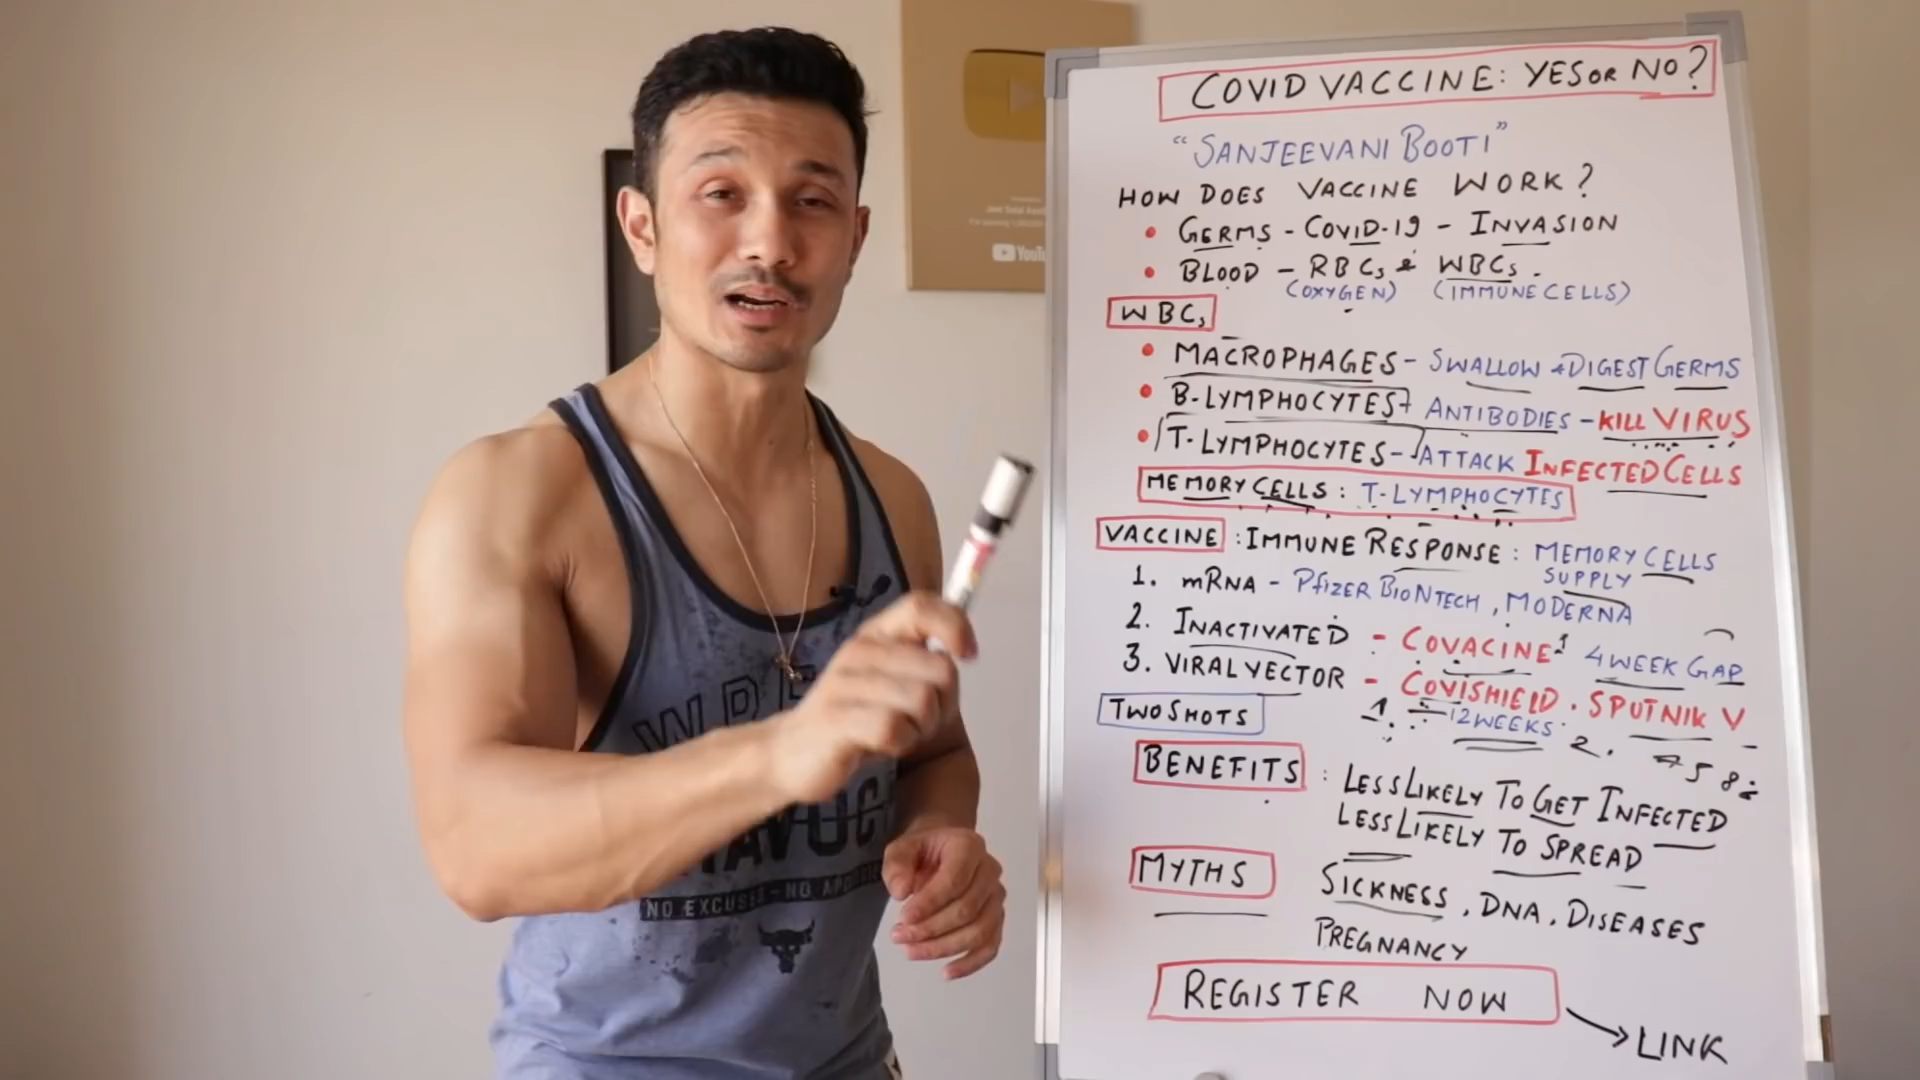 COVID VACCINE: YES OR NO?
"SANJEEVANI BOOTI"
HOW DOES VACCINE WORK?
• GERMS - COVID-19 - INVASION
• BLOOD - RBCs & WBCs.
(OXYGEN) (IMMUNE CELLS)
WBCs
• MACROPHAGES - SWALLOW & DIGEST GERMS
• B-LYMPHOCYTES - ANTIBODIES - KILL VIRUS
• T-LYMPHOCYTES - ATTACK INFECTED CELLS
MEMORY CELLS: T-LYMPHOCYTES
VACCINE: IMMUNE RESPONSE: MEMORY CELLS
SUPPLY
1. mRNA - Pfizer BioNTech, MODERNA
2. INACTIVATED - COVACINE 4 WEEK GAP
3. VIRAL VECTOR - COVISHIELD. SPUTNIK V
TWO SHOTS
12 WEEKS
BENEFITS: LESS LIKELY TO GET INFECTED
LESS LIKELY TO SPREAD
MYTHS
SICKNESS, DNA, DISEASES
PREGNANCY
REGISTER NOW
LINK
YouTu
NO EXCUSES-NO